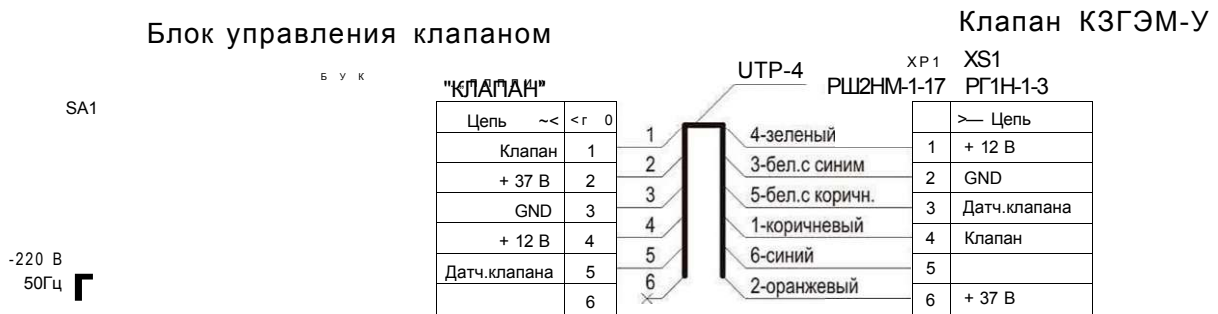 Блок управления клапаном
Клапан КЗГЭМ-У
БУК
"КЛАПАН"
UTP-4
XP1 XS1
РШ2НМ-1-17 РГ1Н-1-3
SA1
Цепь ~< <г 0
Клапан 1
+ 37 В 2
GND 3
+ 12 В 4
Датч.клапана 5
6
1
2
3
4
5
6
4-зеленый
3-бел.с синим
5-бел.с коричн.
1-коричневый
6-синий
2-оранжевый
>— Цепь
1 + 12 В
2 GND
3 Датч.клапана
4 Клапан
5
6 + 37 В
-220 В
50Гц